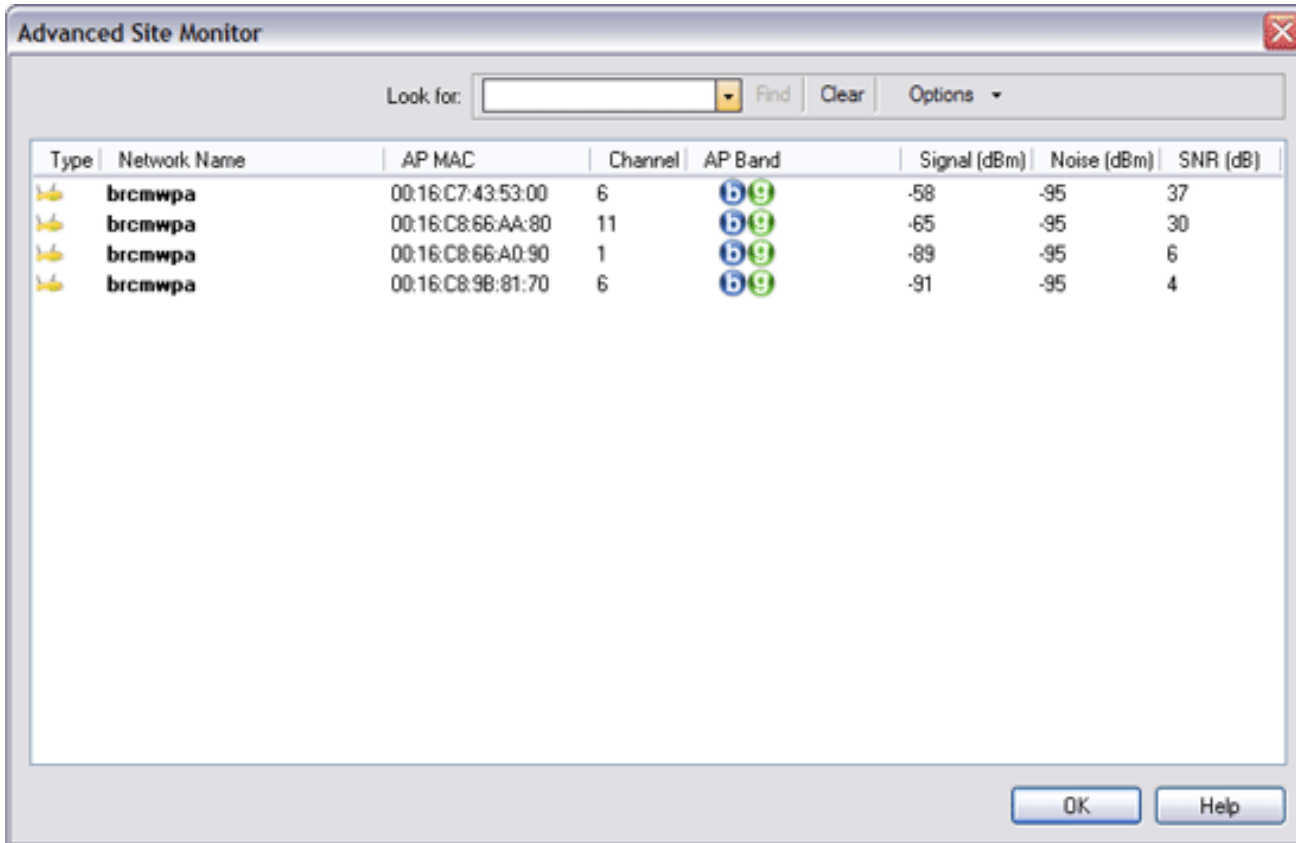 Advanced Site Monitor
Look for: Find Clear Options
Type Network Name AP MAC Channel AP Band Signal (dBm) Noise (dBm) SNR (dB)
brcmwpa 00:16:C7:43:53:00 6 b g -58 -95 37
brcmwpa 00:16:C8:66:AA:80 11 b g -65 -95 30
brcmwpa 00:16:C8:66:A0:90 1 b g -89 -95 6
brcmwpa 00:16:C8:9B:81:70 6 b g -91 -95 4
OK Help